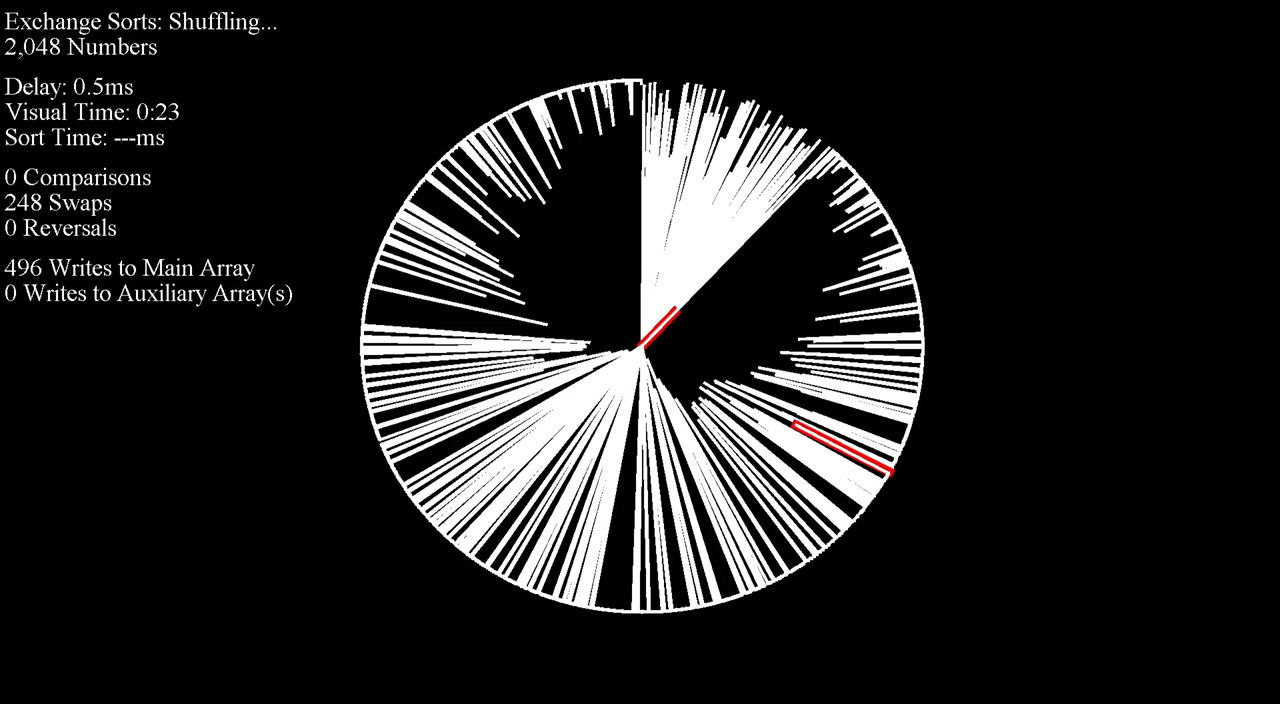 Exchange Sorts: Shuffling...
2,048 Numbers
Delay: 0.5ms
Visual Time: 0:23
Sort Time: ---ms
0 Comparisons
248 Swaps
0 Reversals
496 Writes to Main Array
0 Writes to Auxiliary Array(s)